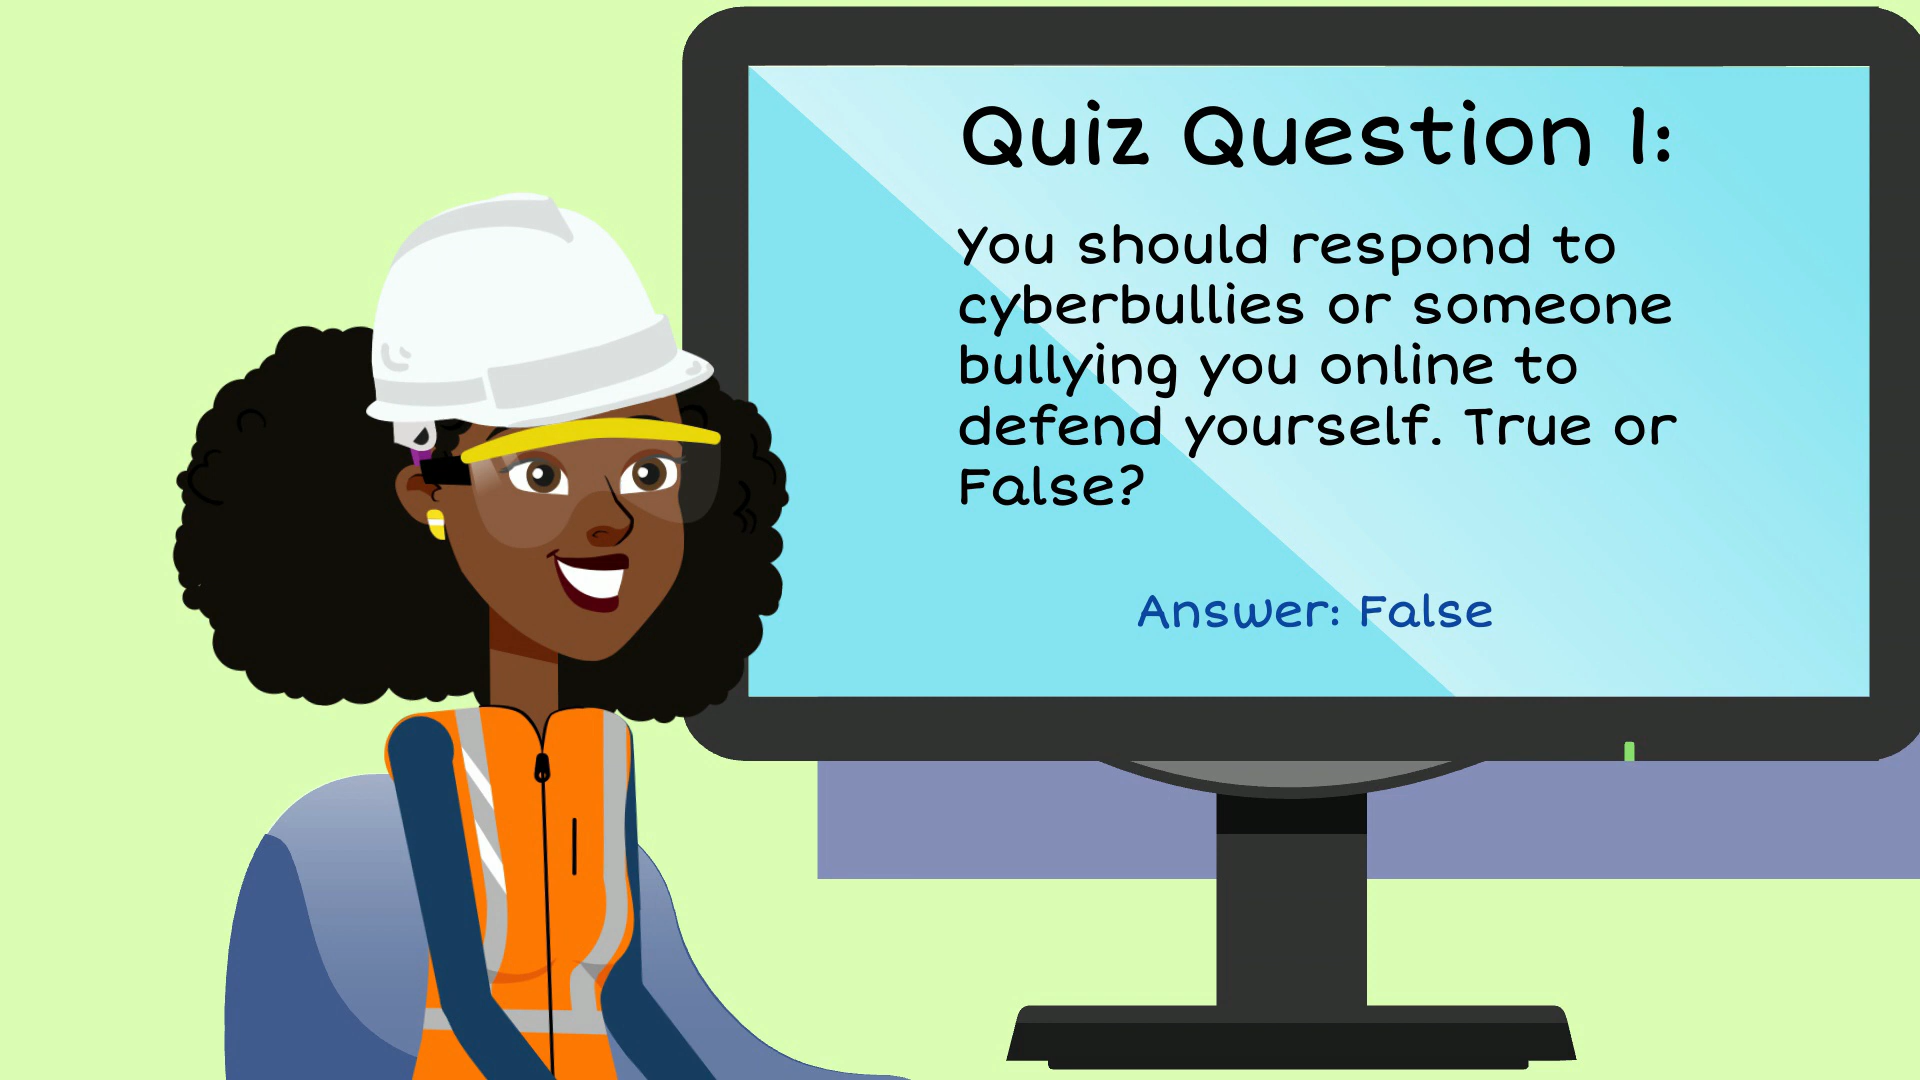 Quiz Question 1:
You should respond to
cyberbullies or someone
bullying you online to
defend yourself. True or
False?
Answer: False